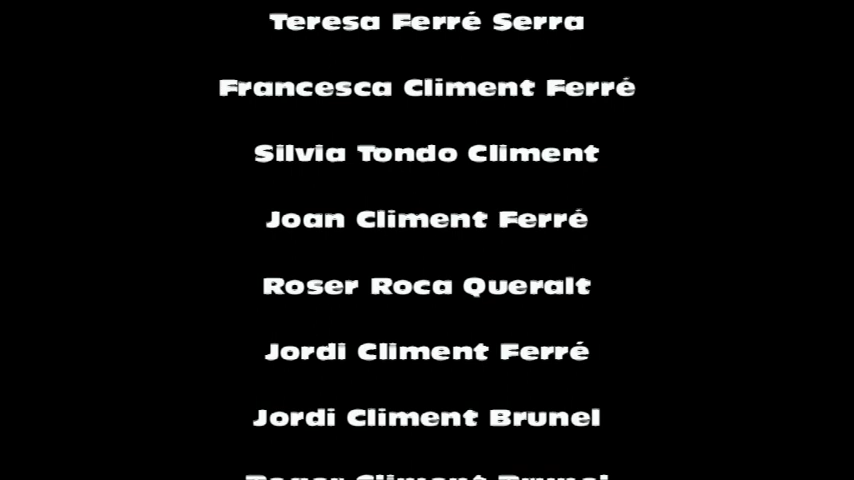 Teresa Ferré Serra
Francesca Climent Ferré
Silvia Tondo Climent
Joan Climent Ferré
Roser Roca Queralt
Jordi Climent Ferré
Jordi Climent Brunel
Climent